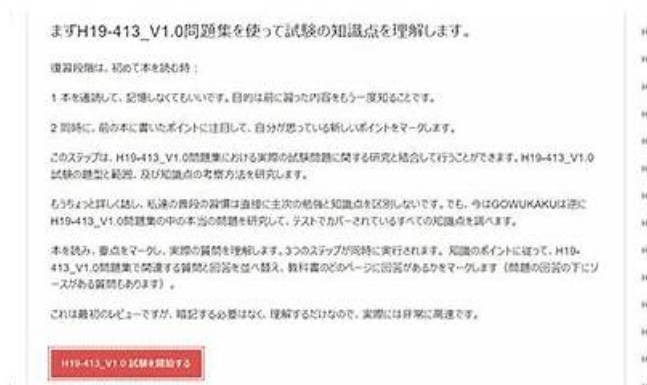 まずH19-413_V1.0問題集を使って試験の知識点を理解します。
復習段階は、初めて本を読む時：
1 本を通読して、記憶しなくてもいいです。目的は前に習った内容をもう一度知ることです。
2 同時に、前の本に書いたポイントに注目して、自分が思っている新しいポイントをマークします。
このステップは、H19-413_V1.0問題集における実際の試験問題に関する研究と結合して行うことができます。H19-413_V1.0
試験の題型と範囲、及び知識点の考察方法を研究します。
もうちょっと詳しく話し、私達の普段の習慣は直接に主次の勉強と知識点を区別しないです。でも、今はGOWUKAKUは逆に
H19-413_V1.0問題集の中の本当の問題を研究して、テストでカバーされているすべての知識点を調べます。
本を読み、要点をマークし、実際の質問を理解します。3つのステップが同時に実行されます。 知識のポイントに従って、H19-
413_V1.0問題集で関連する質問と回答を並べ替え、教科書のどのページに回答があるかをマークします（問題の回答の下にソ
ースがある質問もあります）。
これは最初のレビューですが、暗記する必要はなく、理解するだけなので、実際には非常に高速です。
H19-413_V1.0 試験を開始する